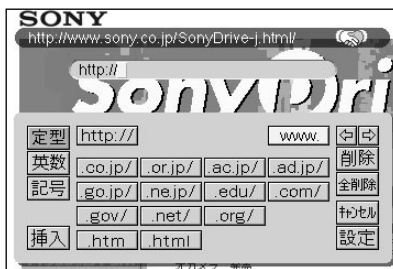 SONY
http://www.sony.co.jp/SonyDrive-j.html/
http://
Sony Dri
定型 http:// www. ⇦ ⇨
英数 .co.jp/ .or.jp/ .ac.jp/ .ad.jp/ 削除
記号 .go.jp/ .ne.jp/ .edu/ .com/ 全削除
.gov/ .net/ .org/ ｷｬﾝｾﾙ
挿入 .htm .html 設定